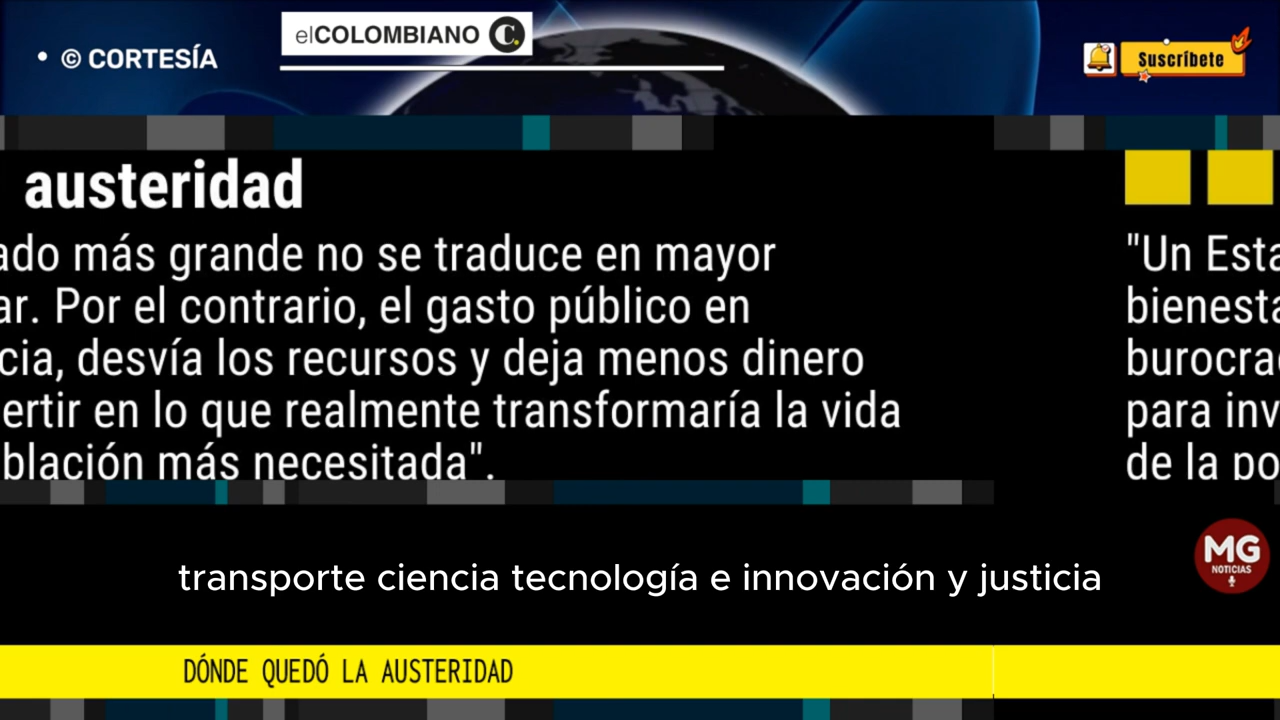 • © CORTESÍA
elCOLOMBIANO C.
Suscríbete
austeridad
ado más grande no se traduce en mayor
ar. Por el contrario, el gasto público en
cia, desvía los recursos y deja menos dinero
ertir en lo que realmente transformaría la vida
blación más necesitada".
"Un Esta
bienesta
burocra
para inv
de la po
transporte ciencia tecnología e innovación y justicia
MG
NOTICIAS
DÓNDE QUEDÓ LA AUSTERIDAD